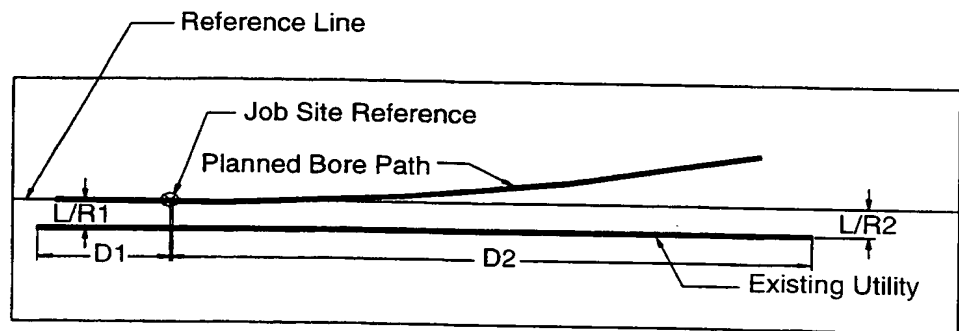 Reference Line
Job Site Reference
Planned Bore Path
L/R1
L/R2
D1
D2
Existing Utility